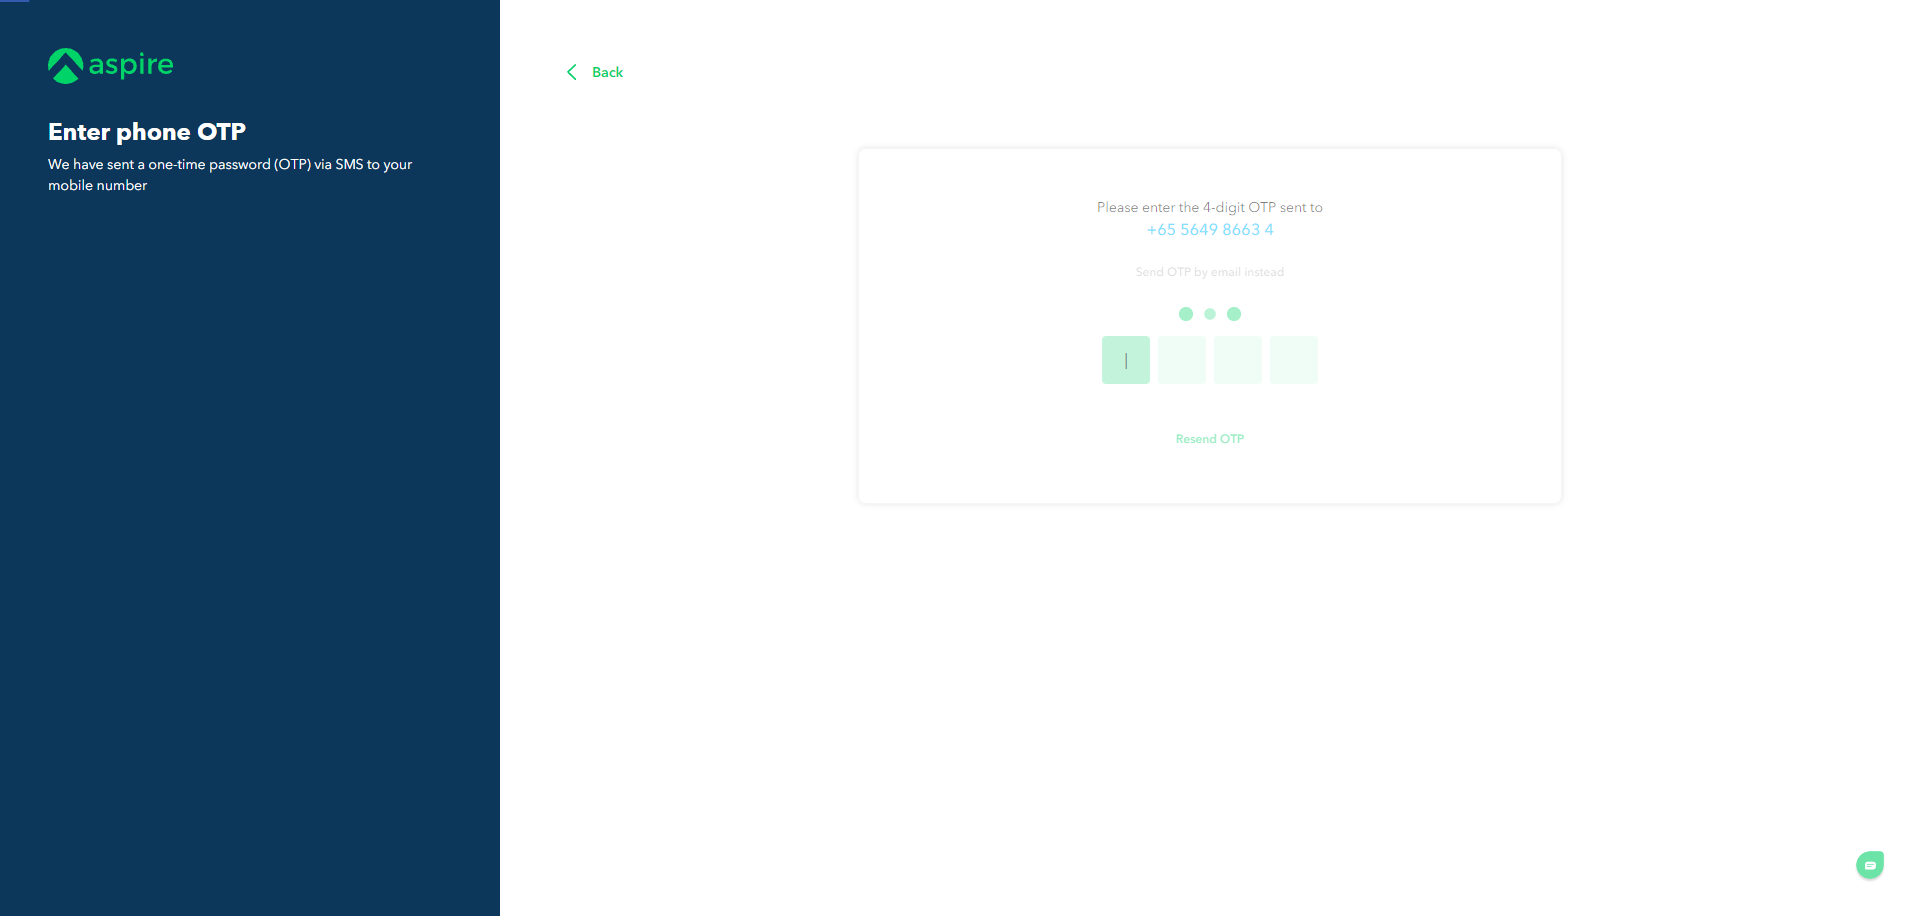 aspire
Enter phone OTP
We have sent a one-time password (OTP) via SMS to your
mobile number
Back
Please enter the 4-digit OTP sent to
+65 5649 8663 4
Send OTP by email instead
Resend OTP